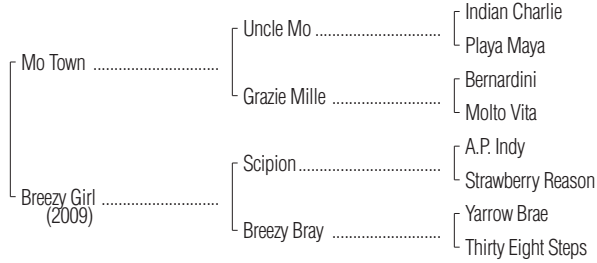 Indian Charlie
Uncle Mo
Playa Maya
Mo Town
Bernardini
Grazie Mille
Molto Vita
A.P. Indy
Scipion
Strawberry Reason
Breezy Girl
(2009)
Yarrow Brae
Breezy Bray
Thirty Eight Steps